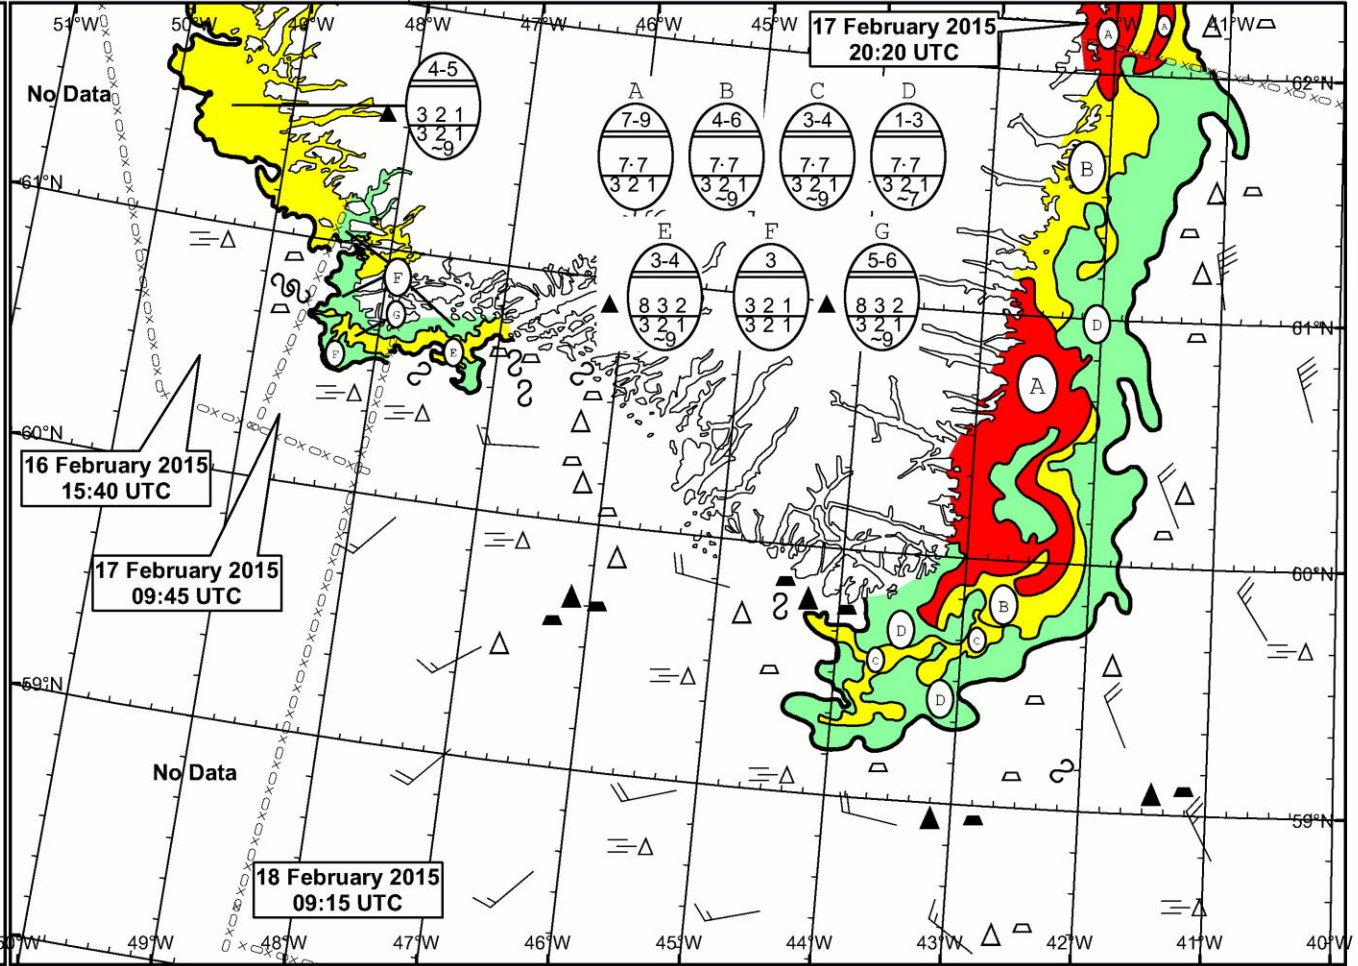 51°W
50°W
49°W
48°W
47°W
46°W
45°W
17 February 2015
20:20 UTC
A
A
41°W
62°N
No Data
4-5
3 2 1
3 2 1
~9
A
B
C
D
7-9
4-6
3-4
1-3
7·7
7·7
7·7
7·7
3 2 1
3 2 1
3 2 1
3 2 1
~9
~9
~7
B
61°N
E
F
G
3-4
3
5-6
8 3 2
3 2 1
8 3 2
3 2 1
3 2 1
3 2 1
~9
~9
F
G
F
E
D
61°N
A
60°N
16 February 2015
15:40 UTC
17 February 2015
09:45 UTC
60°N
B
D
C
C
D
59°N
No Data
59°N
18 February 2015
09:15 UTC
49°W
48°W
47°W
46°W
45°W
44°W
43°W
42°W
41°W
40°W